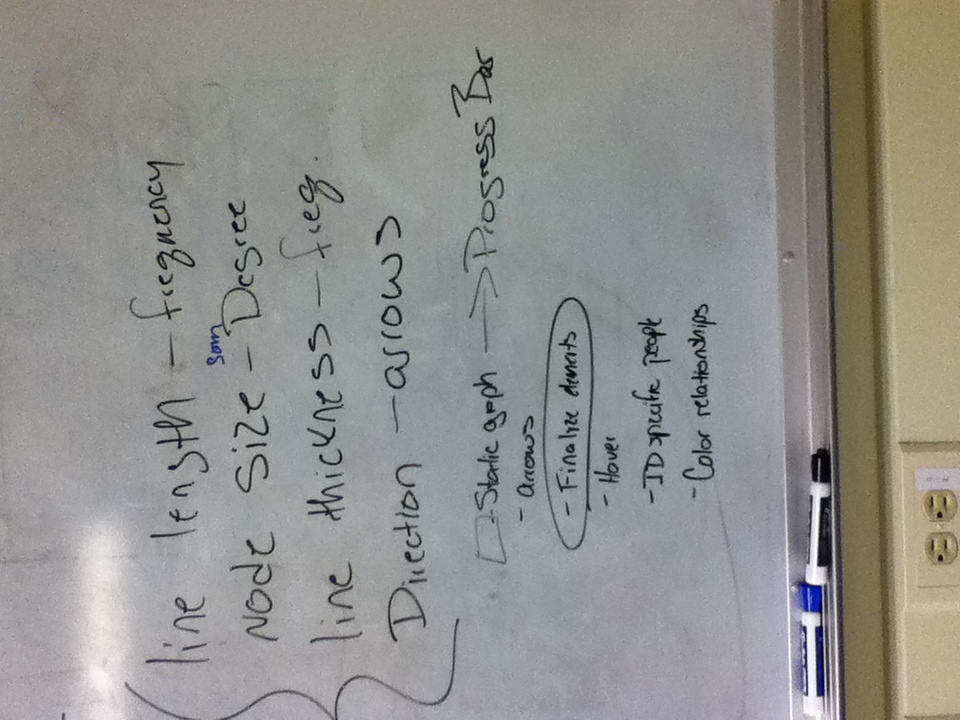 line length - frequency
sum
Node size - Degree
line thickness - freq.
Direction - arrows
- Static graph → Progress Bar
- arrows
- Finalize elements
- Hover
- ID specific people
- Color relationships